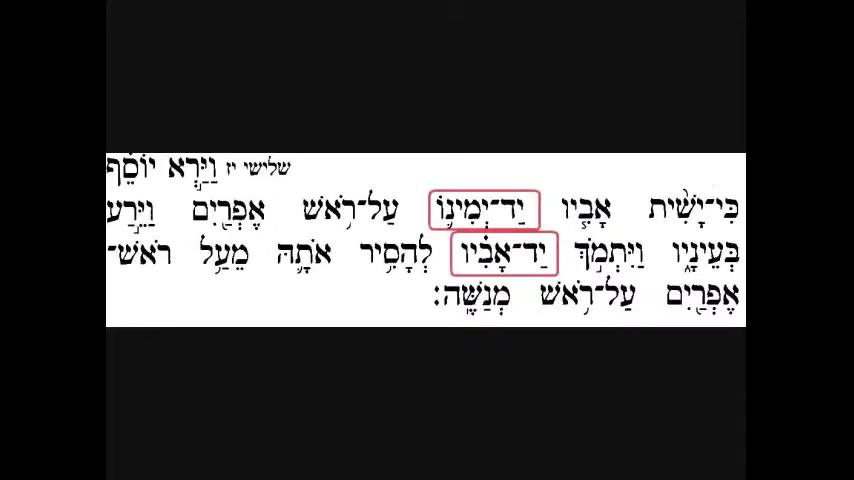 שלישי יז וַיַּ֣רְא יוֹסֵ֗ף
כִּי־יָשִׁ֨ית אָבִ֧יו יַד־יְמִינ֛וֹ עַל־רֹ֥אשׁ אֶפְרַ֖יִם וַיֵּ֣רַע
בְּעֵינָ֑יו וַיִּתְמֹ֣ךְ יַד־אָבִ֗יו לְהָסִ֥יר אֹתָ֛הּ מֵעַ֥ל רֹאשׁ־
אֶפְרַ֖יִם עַל־רֹ֥אשׁ מְנַשֶּֽׁה׃